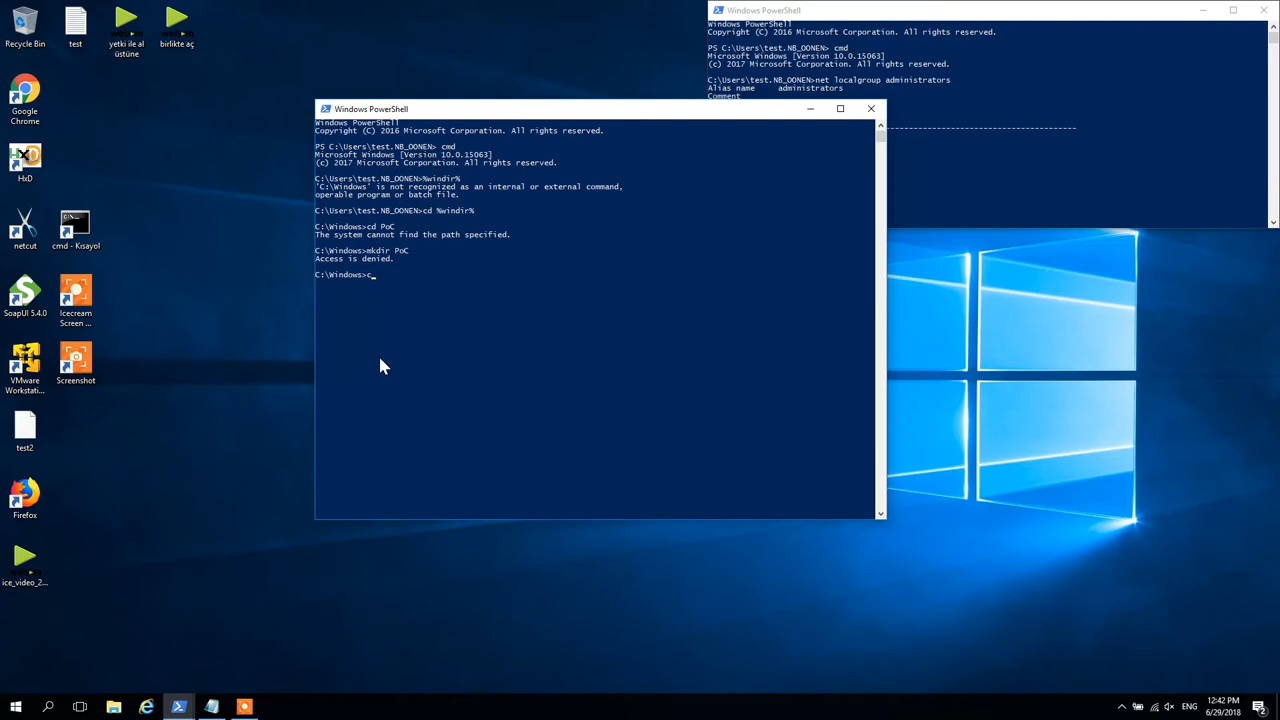 Recycle Bin
test
yetki ile al
üstüne
birlikte aç
Google
Chrome
HxD
netcut
cmd - Kısayol
SoapUI 5.4.0
Icecream
Screen ...
VMware
Workstati...
Screenshot
test2
Firefox
ice_video_2...
Windows PowerShell
Windows PowerShell
Copyright (C) 2016 Microsoft Corporation. All rights reserved.
PS C:\Users\test.NB_OONEN> cmd
Microsoft Windows [Version 10.0.15063]
(c) 2017 Microsoft Corporation. All rights reserved.
C:\Users\test.NB_OONEN>net localgroup administrators
Alias name     administrators
Comment
Windows PowerShell
Windows PowerShell
Copyright (C) 2016 Microsoft Corporation. All rights reserved.
PS C:\Users\test.NB_OONEN> cmd
Microsoft Windows [Version 10.0.15063]
(c) 2017 Microsoft Corporation. All rights reserved.
C:\Users\test.NB_OONEN>%windir%
'C:\Windows' is not recognized as an internal or external command,
operable program or batch file.
C:\Users\test.NB_OONEN>cd %windir%
C:\Windows>cd PoC
The system cannot find the path specified.
C:\Windows>mkdir PoC
Access is denied.
C:\Windows>c_
ENG
12:42 PM
6/29/2018
2